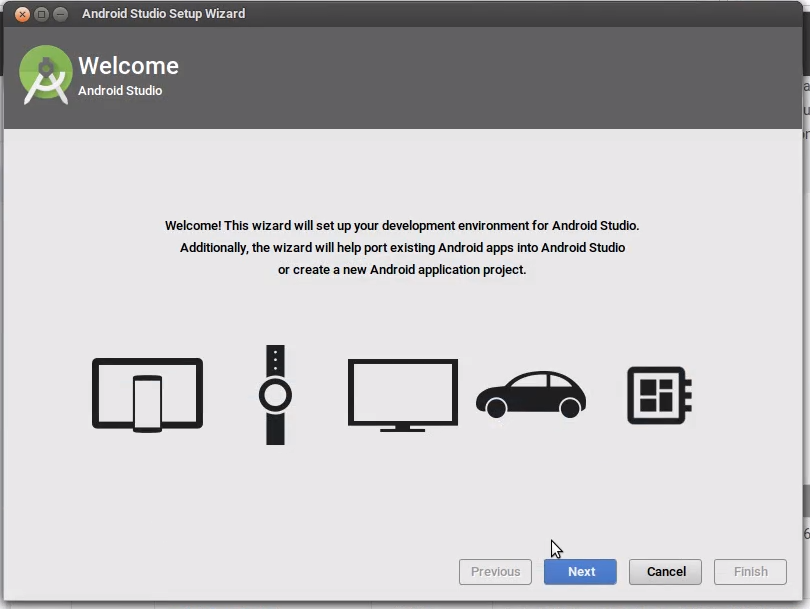 Android Studio Setup Wizard
Welcome
Android Studio
Welcome! This wizard will set up your development environment for Android Studio.
Additionally, the wizard will help port existing Android apps into Android Studio
or create a new Android application project.
Previous
Next
Cancel
Finish